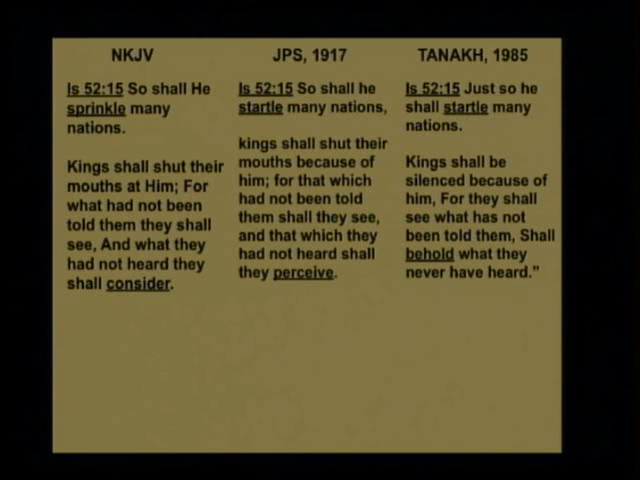 NKJV
Is 52:15 So shall He
sprinkle many
nations.
Kings shall shut their
mouths at Him; For
what had not been
told them they shall
see, And what they
had not heard they
shall consider.
JPS, 1917
Is 52:15 So shall he
startle many nations,
kings shall shut their
mouths because of
him; for that which
had not been told
them shall they see,
and that which they
had not heard shall
they perceive.
TANAKH, 1985
Is 52:15 Just so he
shall startle many
nations.
Kings shall be
silenced because of
him, For they shall
see what has not
been told them, Shall
behold what they
never have heard.”